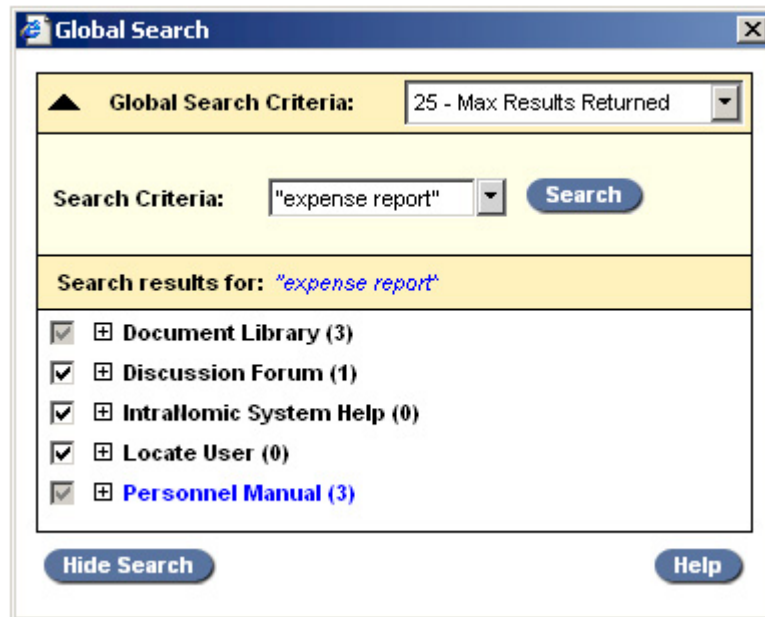 Global Search
Global Search Criteria: 25 - Max Results Returned
Search Criteria: "expense report" Search
Search results for: "expense report"
Document Library (3)
Discussion Forum (1)
IntraNomic System Help (0)
Locate User (0)
Personnel Manual (3)
Hide Search Help